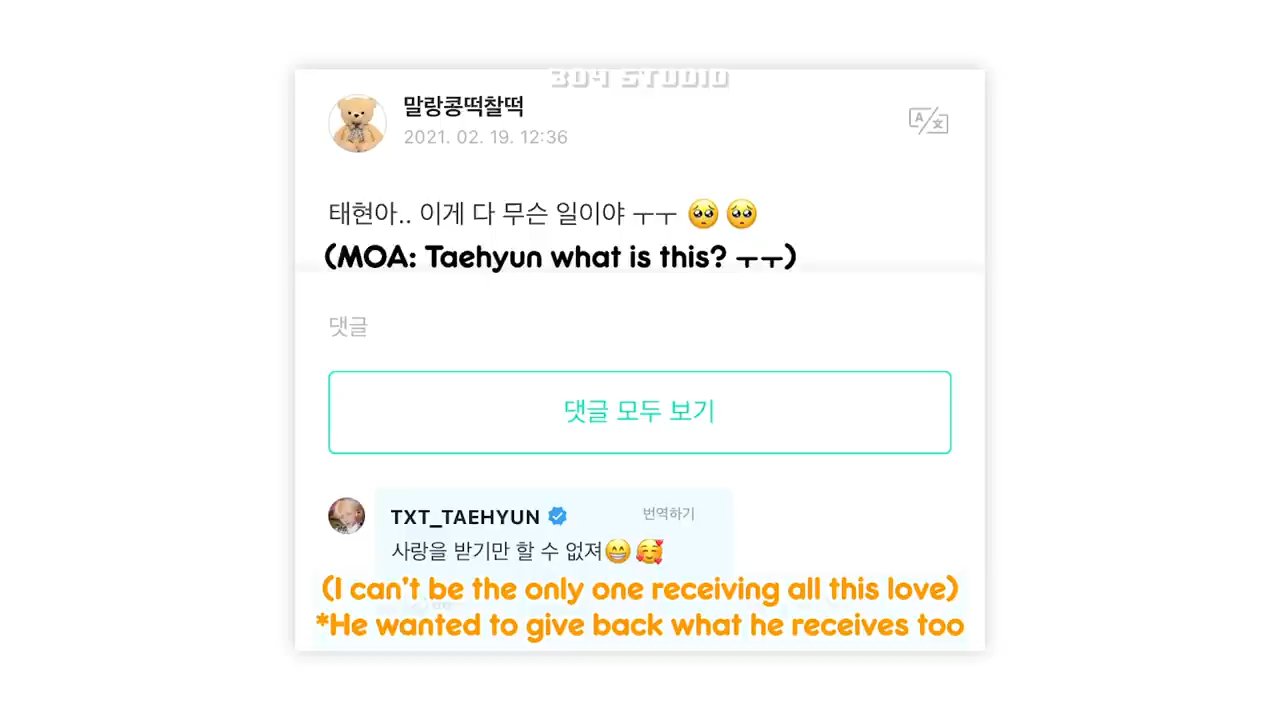 304 STUDIO
말랑콩떡찰떡
2021. 02. 19. 12:36
A 文
태현아.. 이게 다 무슨 일이야 ㅜㅜ 🥺 🥺
(MOA: Taehyun what is this? ㅜㅜ)
댓글
댓글 모두 보기
TXT_TAEHYUN
번역하기
사랑을 받기만 할 수 없져😁 🥰
(I can't be the only one receiving all this love)
*He wanted to give back what he receives too